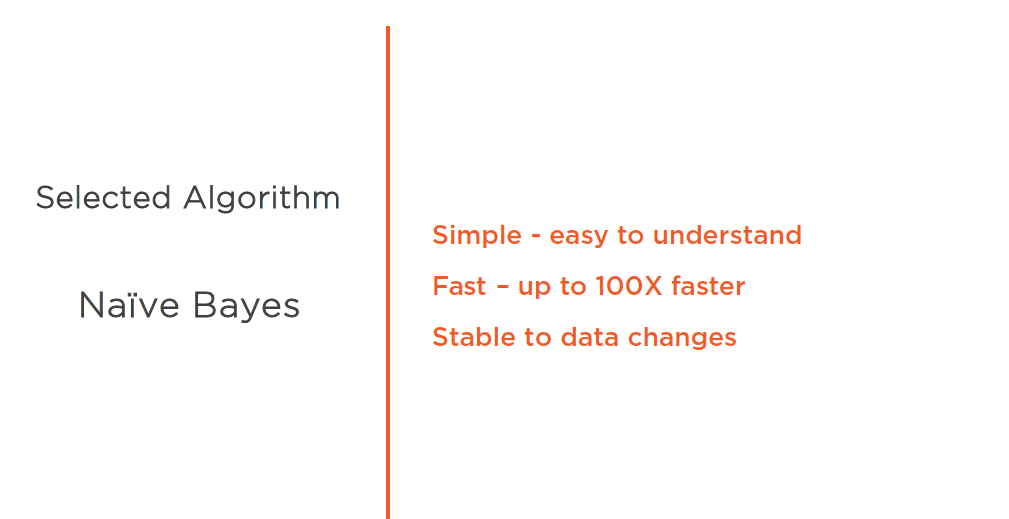 Selected Algorithm
Naïve Bayes
Simple - easy to understand
Fast – up to 100X faster
Stable to data changes